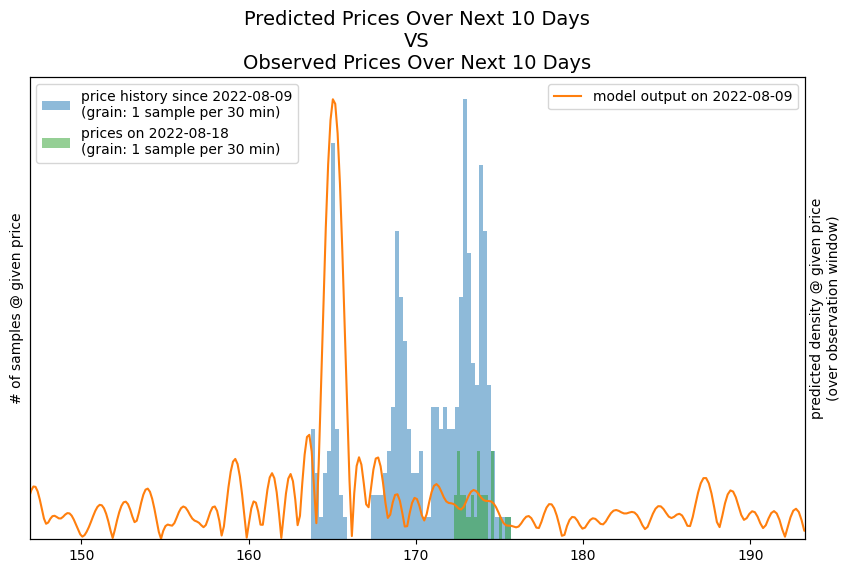 Predicted Prices Over Next 10 Days
VS
Observed Prices Over Next 10 Days
price history since 2022-08-09
(grain: 1 sample per 30 min)
prices on 2022-08-18
(grain: 1 sample per 30 min)
model output on 2022-08-09
# of samples @ given price
predicted density @ given price
(over observation window)
150
160
170
180
190